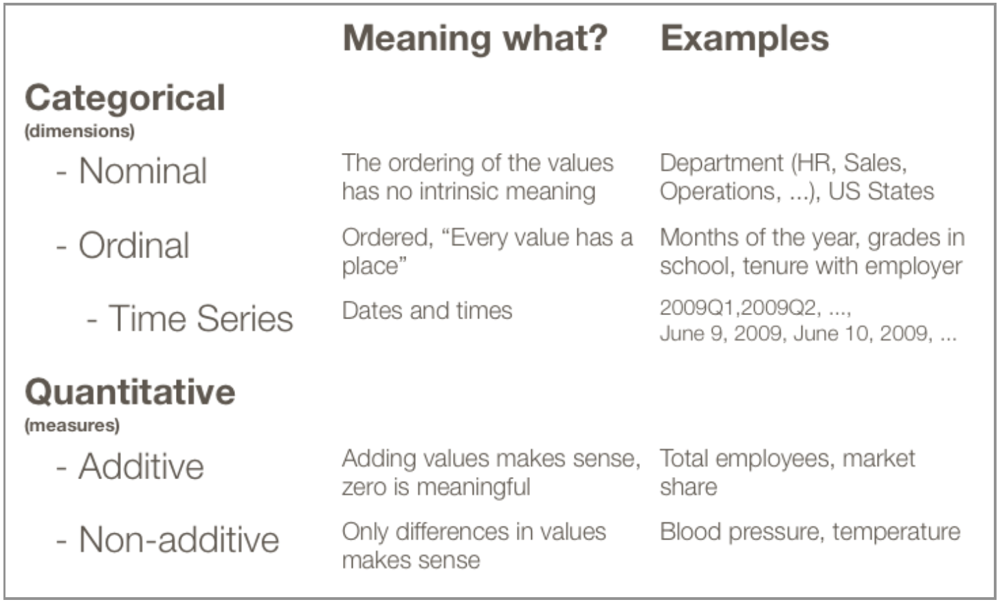 Meaning what? Examples
Categorical
(dimensions)
- Nominal
The ordering of the values
has no intrinsic meaning
Department (HR, Sales,
Operations, ...), US States
- Ordinal
Ordered, “Every value has a
place”
Months of the year, grades in
school, tenure with employer
- Time Series
Dates and times
2009Q1,2009Q2, ...,
June 9, 2009, June 10, 2009, ...
Quantitative
(measures)
- Additive
Adding values makes sense,
zero is meaningful
Total employees, market
share
- Non-additive
Only differences in values
makes sense
Blood pressure, temperature